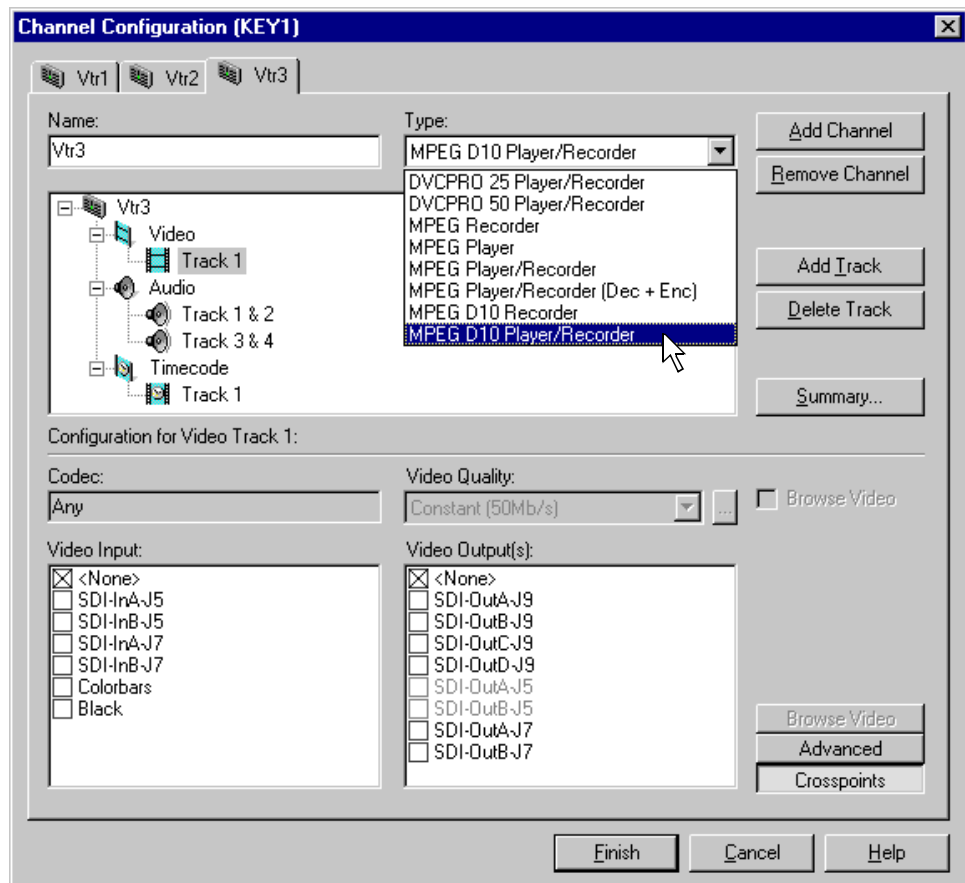 Channel Configuration (KEY1)
Vtr1
Vtr2
Vtr3
Name:
Vtr3
Type:
MPEG D10 Player/Recorder
DVCPRO 25 Player/Recorder
DVCPRO 50 Player/Recorder
MPEG Recorder
MPEG Player
MPEG Player/Recorder
MPEG Player/Recorder (Dec + Enc)
MPEG D10 Recorder
MPEG D10 Player/Recorder
Add Channel
Remove Channel
Add Track
Delete Track
Summary...
Vtr3
Video
Track 1
Audio
Track 1 & 2
Track 3 & 4
Timecode
Track 1
Configuration for Video Track 1:
Codec:
Any
Video Quality:
Constant (50Mb/s)
...
Browse Video
Video Input:
<None>
SDI-InA-J5
SDI-InB-J5
SDI-InA-J7
SDI-InB-J7
Colorbars
Black
Video Output(s):
<None>
SDI-OutA-J9
SDI-OutB-J9
SDI-OutC-J9
SDI-OutD-J9
SDI-OutA-J5
SDI-OutB-J5
SDI-OutA-J7
SDI-OutB-J7
Browse Video
Advanced
Crosspoints
Finish
Cancel
Help